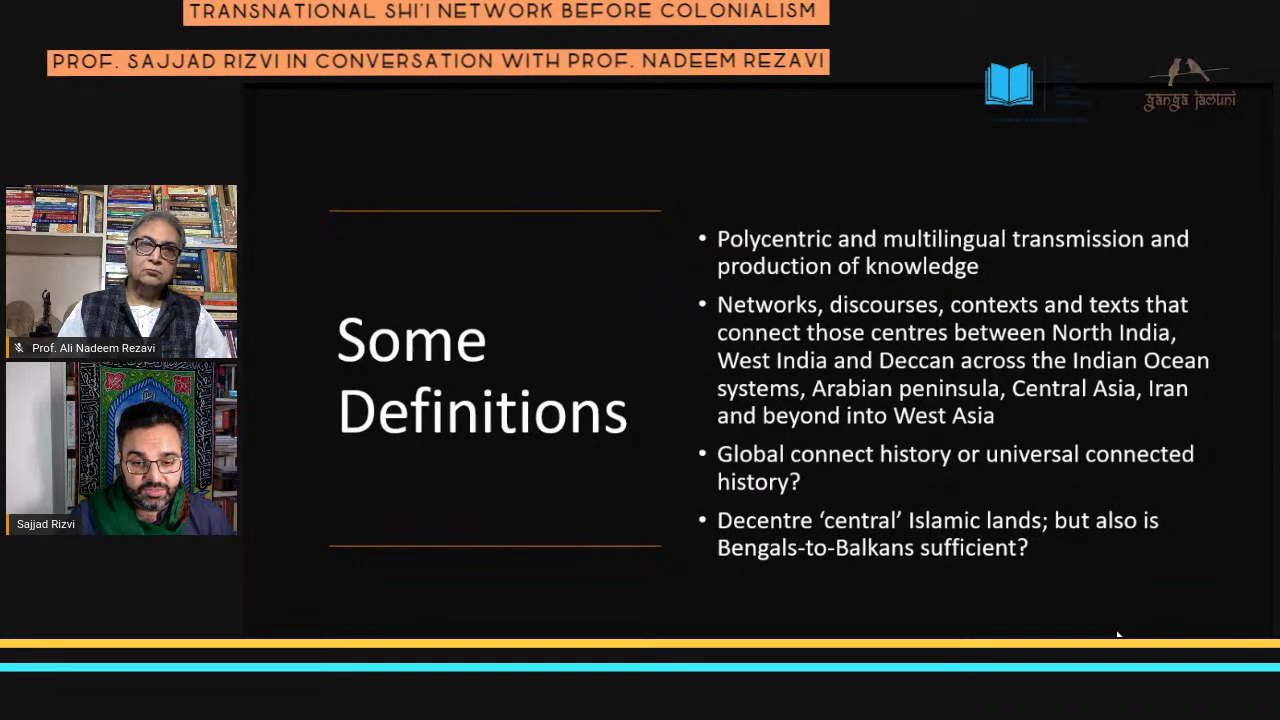 TRANSNATIONAL SHI'I NETWORK BEFORE COLONIALISM
PROF. SAJJAD RIZVI IN CONVERSATION WITH PROF. NADEEM REZAVI
ganga jamuni
Prof. Ali Nadeem Rezavi
Sajjad Rizvi
Some
Definitions
• Polycentric and multilingual transmission and
production of knowledge
• Networks, discourses, contexts and texts that
connect those centres between North India,
West India and Deccan across the Indian Ocean
systems, Arabian peninsula, Central Asia, Iran
and beyond into West Asia
• Global connect history or universal connected
history?
• Decentre ‘central’ Islamic lands; but also is
Bengals-to-Balkans sufficient?